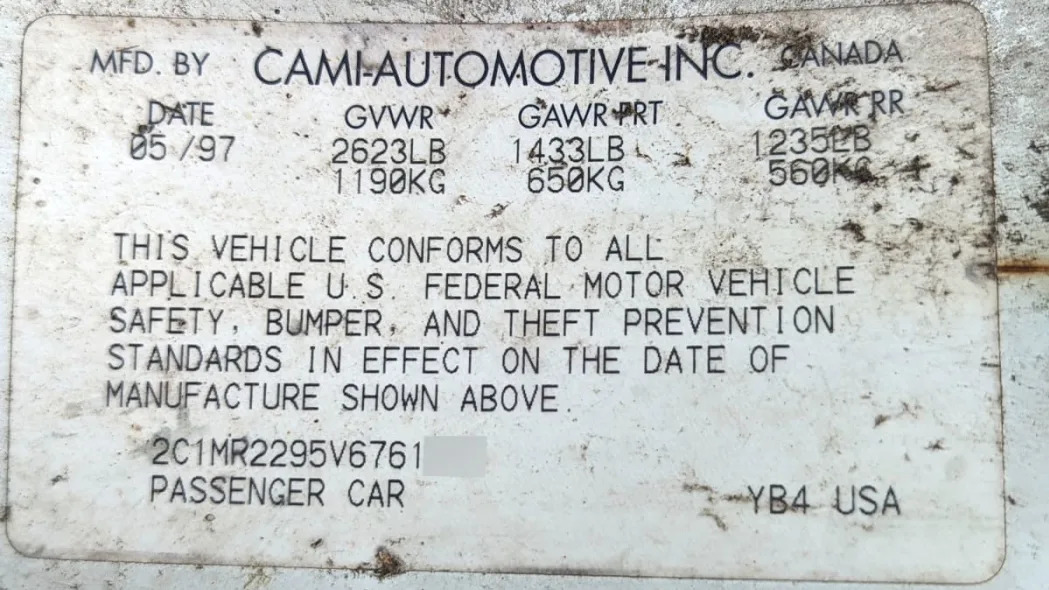 MFD. BY CAMI-AUTOMOTIVE-INC. CANADA
DATE GVWR GAWR FRT GAWR RR
05/97 2623LB 1433LB 1235LB
1190KG 650KG 560KG
THIS VEHICLE CONFORMS TO ALL
APPLICABLE U.S. FEDERAL MOTOR VEHICLE
SAFETY, BUMPER, AND THEFT PREVENTION
STANDARDS IN EFFECT ON THE DATE OF
MANUFACTURE SHOWN ABOVE.
2C1MR2295V6761
PASSENGER CAR YB4 USA